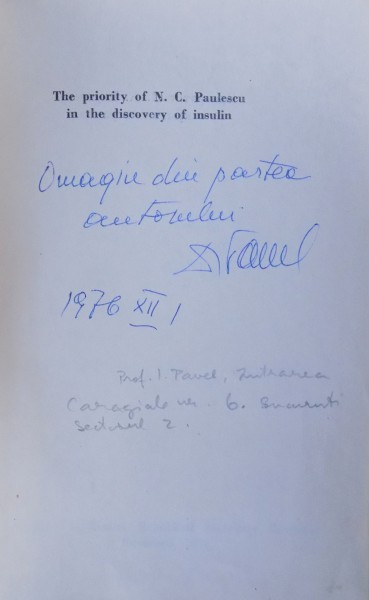 The priority of N. C. Paulescu
in the discovery of insulin
Omagiu din partea
autorului
I Pavel
1976 XII 1
Prof. I. Pavel, Intrarea
Caragiale nr. 6. Bucuresti
Sectorul 2.